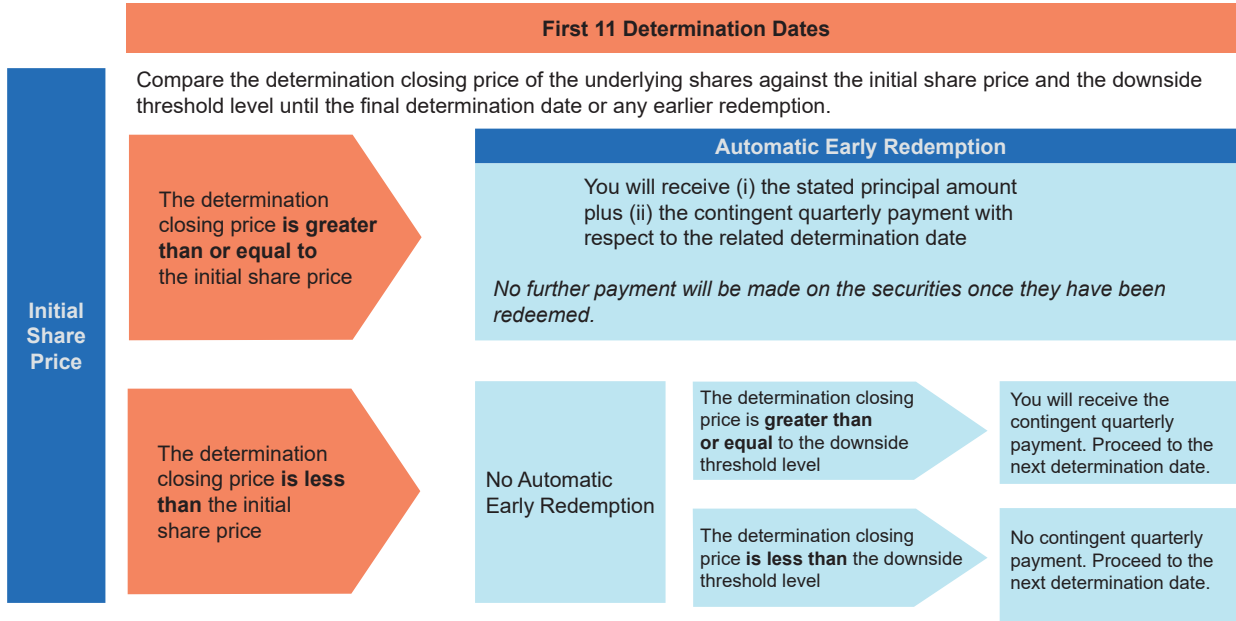 First 11 Determination Dates
Compare the determination closing price of the underlying shares against the initial share price and the downside
threshold level until the final determination date or any earlier redemption.
Initial
Share
Price
The determination
closing price is greater
than or equal to
the initial share price
Automatic Early Redemption
You will receive (i) the stated principal amount
plus (ii) the contingent quarterly payment with
respect to the related determination date
No further payment will be made on the securities once they have been
redeemed.
The determination
closing price is less
than the initial
share price
No Automatic
Early Redemption
The determination closing
price is greater than
or equal to the downside
threshold level
You will receive the
contingent quarterly
payment. Proceed to the
next determination date.
The determination closing
price is less than the downside
threshold level
No contingent quarterly
payment. Proceed to the
next determination date.